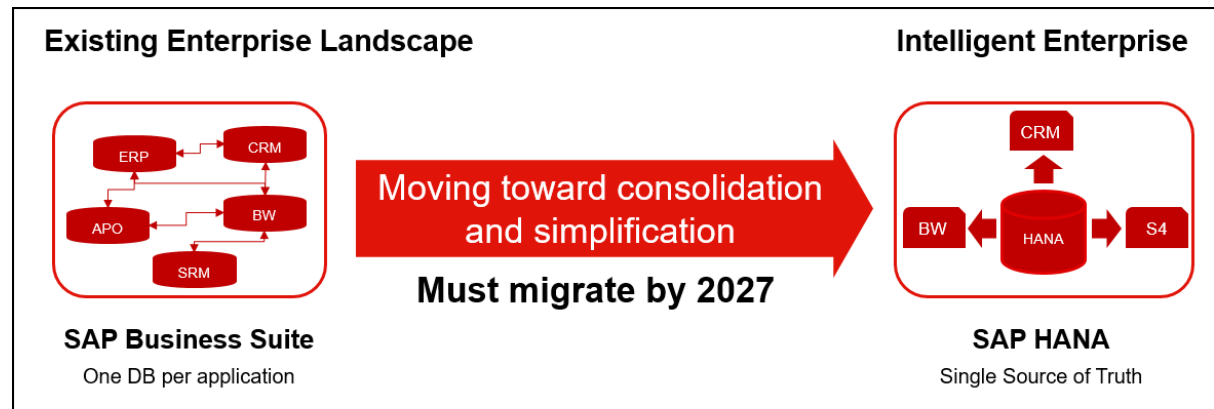 Existing Enterprise Landscape
Intelligent Enterprise
ERP
CRM
APO
BW
SRM
Moving toward consolidation
and simplification
Must migrate by 2027
CRM
BW
HANA
S4
SAP Business Suite
One DB per application
SAP HANA
Single Source of Truth